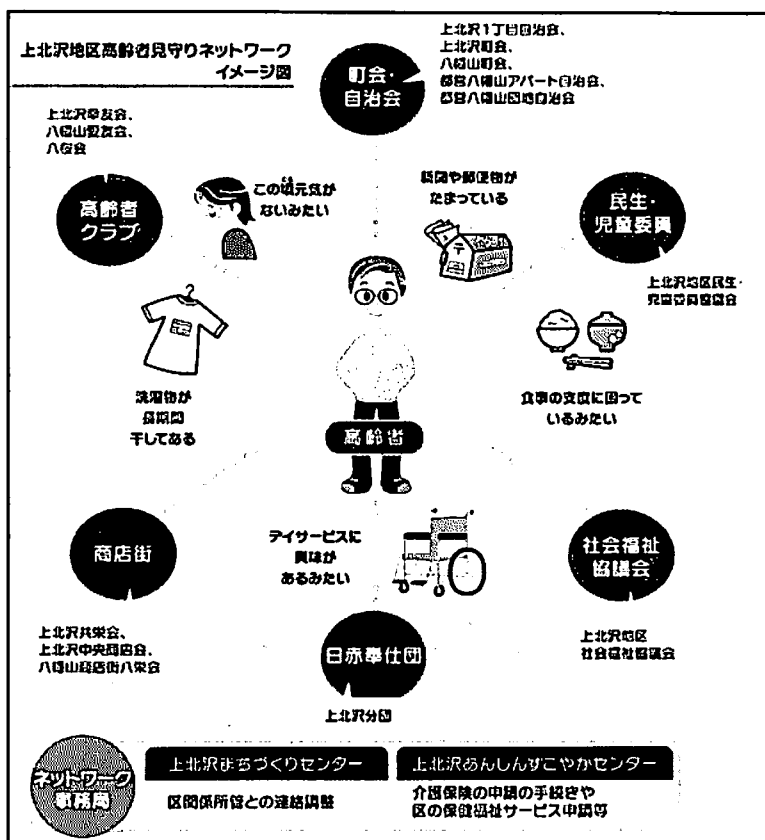 上北沢地区高齢者見守りネットワーク
イメージ図
町会・
自治会
上北沢1丁目自治会、
上北沢町会、
八幡山町会、
都営八幡山アパート自治会、
都営八幡山団地自治会
上北沢幸友会、
八幡山愛友会、
八桜会
高齢者
クラブ
この頃元気が
ないみたい
新聞や郵便物が
たまっている
民生・
児童委員
上北沢地区民生・
児童委員協議会
洗濯物が
長期間
干してある
食事の支度に困って
いるみたい
高齢者
商店街
上北沢共栄会、
上北沢中央商店会、
八幡山商店街八栄会
デイサービスに
興味が
あるみたい
社会福祉
協議会
上北沢地区
社会福祉協議会
日赤奉仕団
上北沢分団
ネットワーク
事務局
上北沢まちづくりセンター
区関係所管との連絡調整
上北沢あんしんすこやかセンター
介護保険の申請の手続きや
区の保健福祉サービス申請等